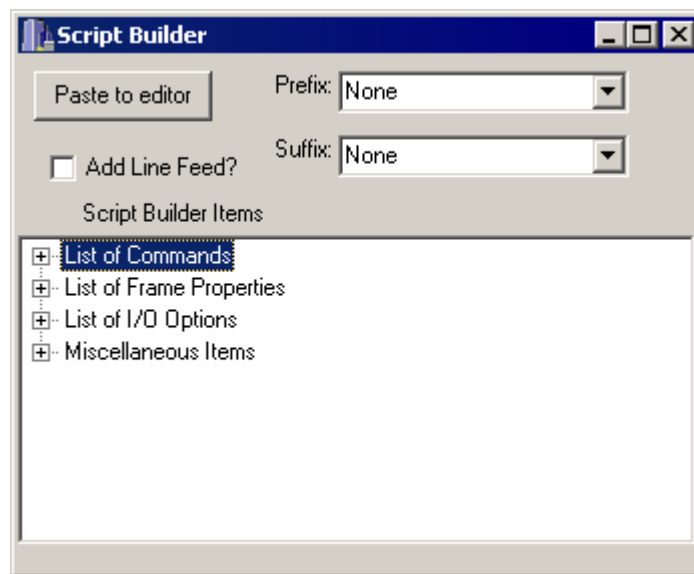 Script Builder
Paste to editor
Prefix: None
Add Line Feed?
Suffix: None
Script Builder Items
List of Commands
List of Frame Properties
List of I/O Options
Miscellaneous Items